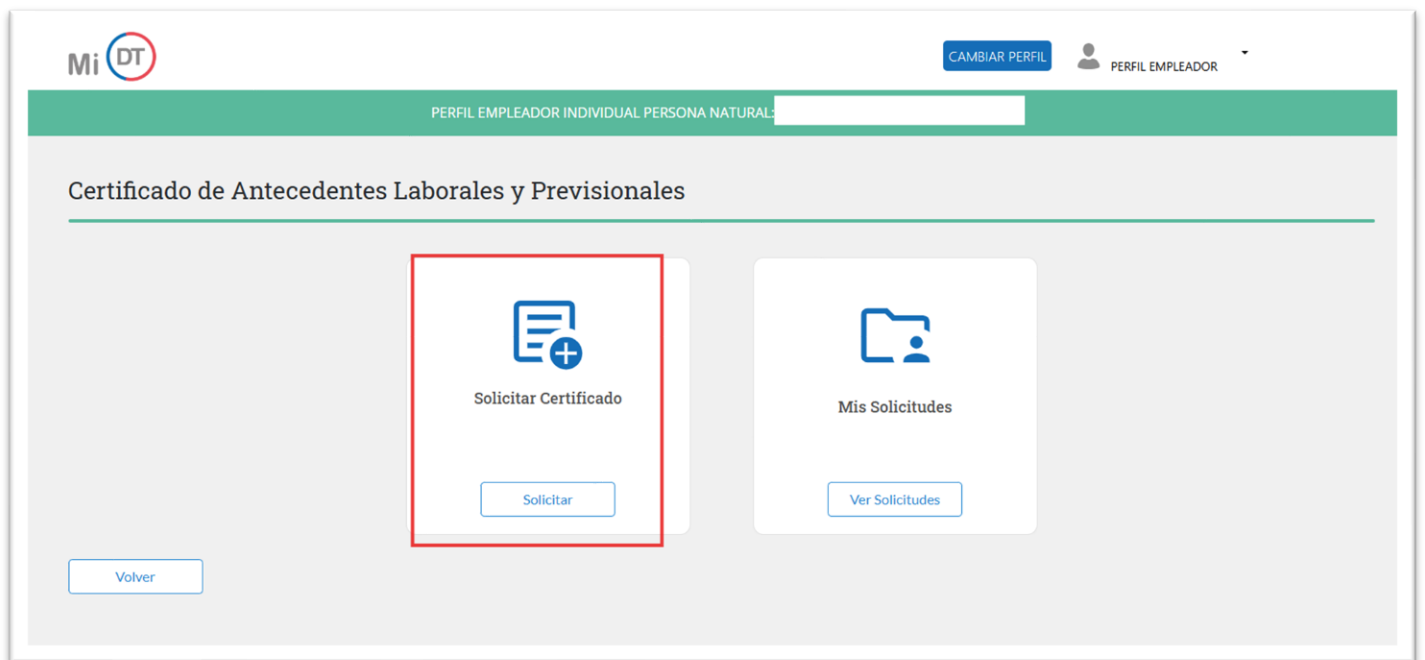 Mi DT
CAMBIAR PERFIL
PERFIL EMPLEADOR
PERFIL EMPLEADOR INDIVIDUAL PERSONA NATURAL:
Certificado de Antecedentes Laborales y Previsionales
Solicitar Certificado
Mis Solicitudes
Solicitar
Ver Solicitudes
Volver